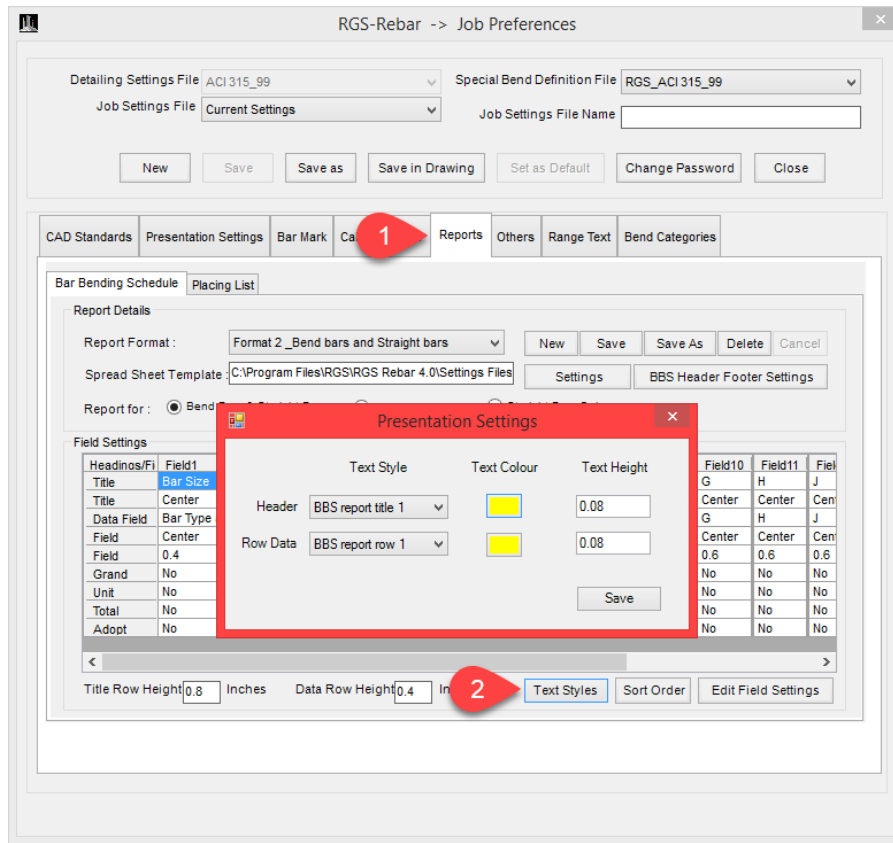 RGS-Rebar -> Job Preferences
Detailing Settings File ACI 315_99 Special Bend Definition File RGS_ACI 315_99
Job Settings File Current Settings Job Settings File Name
New Save Save as Save in Drawing Set as Default Change Password Close
CAD Standards Presentation Settings Bar Mark Ca 1 Reports Others Range Text Bend Categories
Bar Bending Schedule Placing List
Report Details
Report Format : Format 2 _Bend bars and Straight bars New Save Save As Delete Cancel
Spread Sheet Template : C:\Program Files\RGS\RGS Rebar 4.0\Settings Files Settings BBS Header Footer Settings
Report for : Bend
Presentation Settings
Field Settings
Headinos/Fi Field1 Field10 Field11 Fiel
Title Bar Size G H J
Title Center Center Center Cen
Data Field Bar Type G H J
Field Center Center Center Cen
Field 0.4 0.6 0.6 0.6
Grand No No No No
Unit No No No No
Total No No No No
Adopt No No No No
Text Style Text Colour Text Height
Header BBS report title 1 0.08
Row Data BBS report row 1 0.08
Save
Title Row Height 0.8 Inches Data Row Height 0.4 In 2 Text Styles Sort Order Edit Field Settings